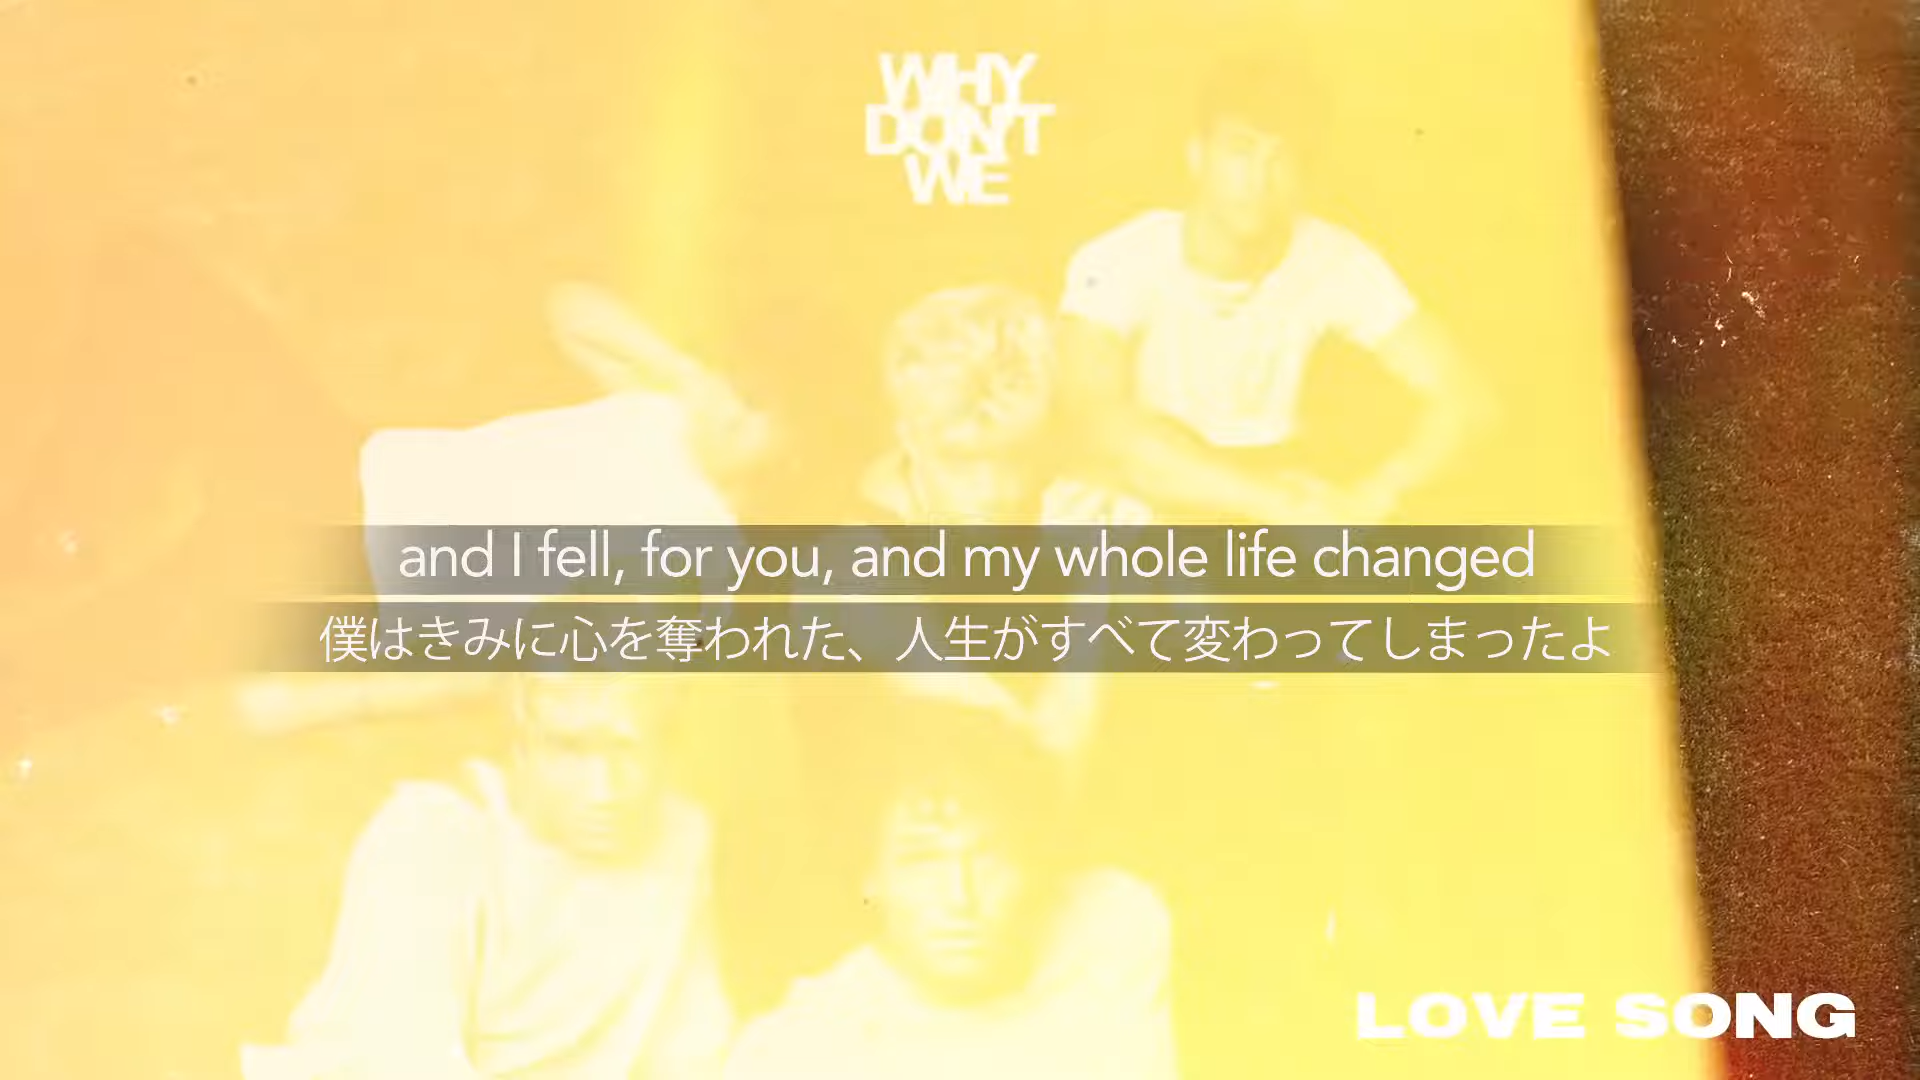 WHY
DON'T
WE
and I fell, for you, and my whole life changed
僕はきみに心を奪われた、人生がすべて変わってしまったよ
LOVE SONG